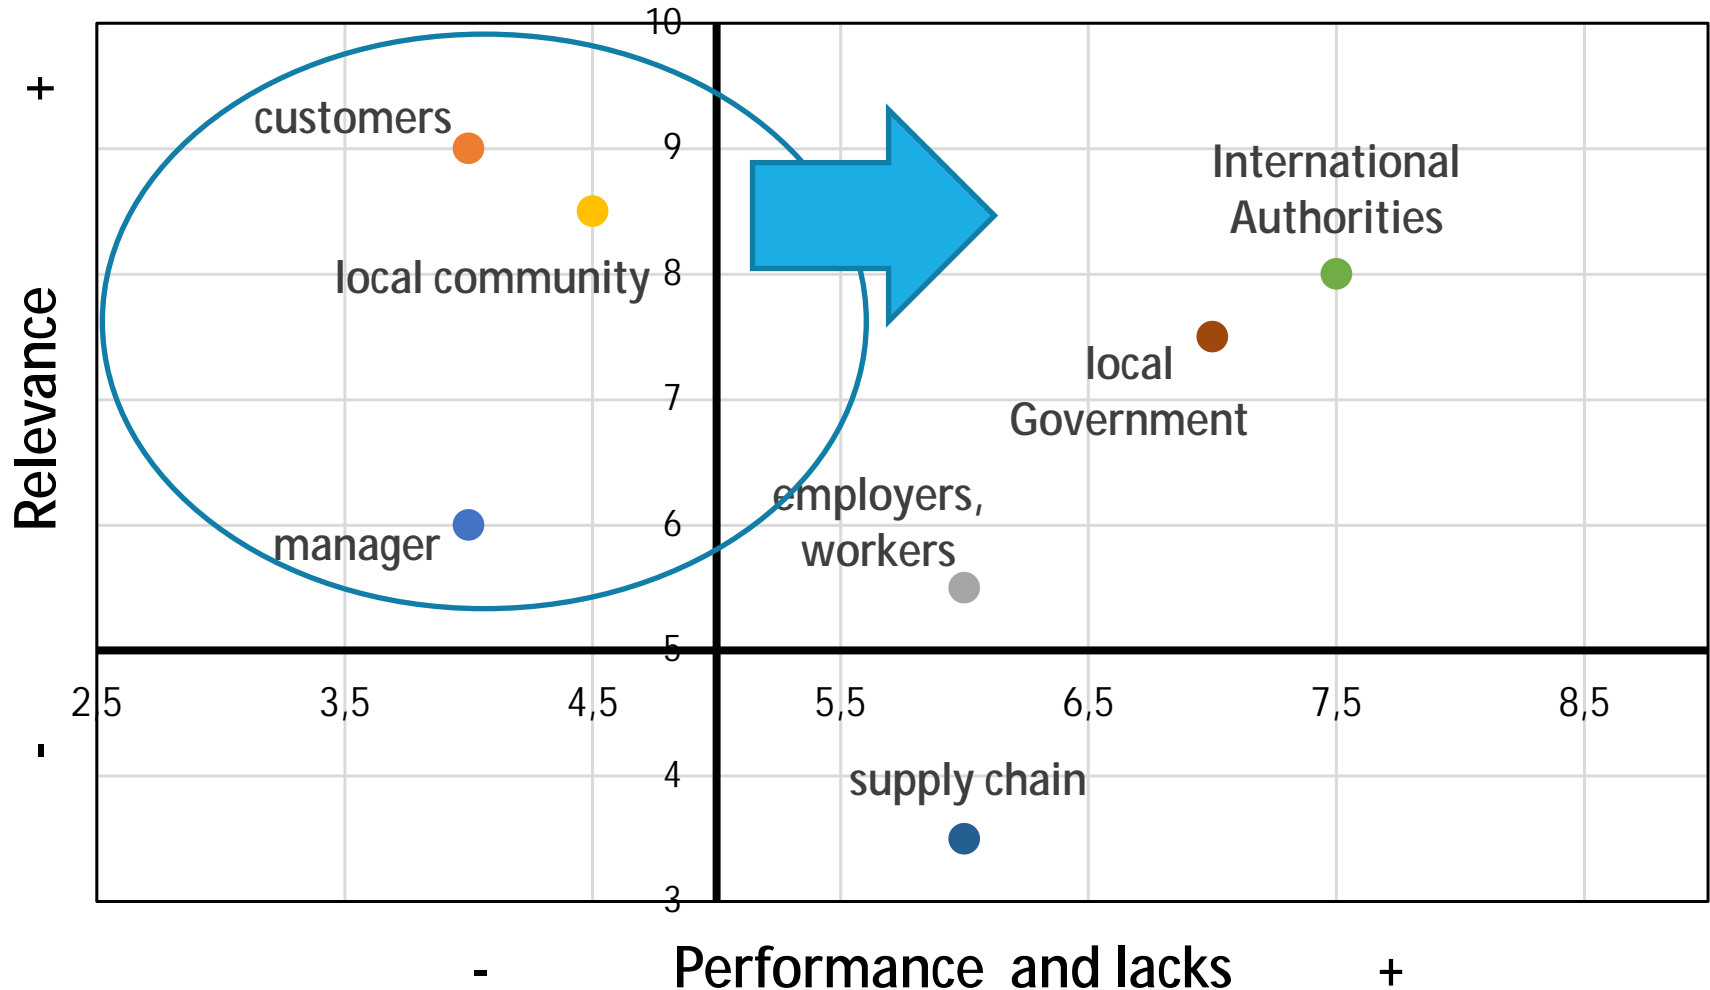 10
+
customers
9
International
Authorities
local community
8
local
Government
7
Relevance
employers,
workers
6
manager
5
2,5
3,5
4,5
5,5
6,5
7,5
8,5
-
4
supply chain
3
-
Performance and lacks
+